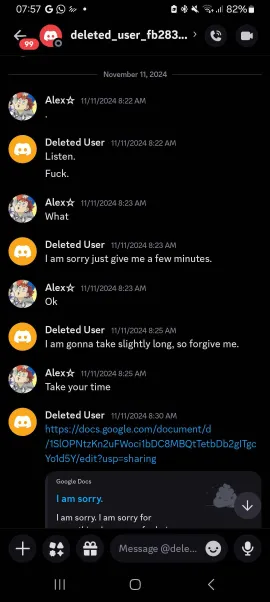 07:57 G
82%
99
deleted_user_fb283... >
November 11, 2024
Alex☆ 11/11/2024 8:22 AM
.
Deleted User 11/11/2024 8:22 AM
Listen.
Fuck.
Alex☆ 11/11/2024 8:23 AM
What
Deleted User 11/11/2024 8:23 AM
I am sorry just give me a few minutes.
Alex☆ 11/11/2024 8:23 AM
Ok
Deleted User 11/11/2024 8:25 AM
I am gonna take slightly long, so forgive me.
Alex☆ 11/11/2024 8:25 AM
Take your time
Deleted User 11/11/2024 8:30 AM
https://docs.google.com/document/d
/1SlOPNtzKn2uFWoci1bDC8MBQtTetbDb2glTgc
Yo1d5Y/edit?usp=sharing
Google Docs
I am sorry.
I am sorry. I am sorry for
Message @dele...